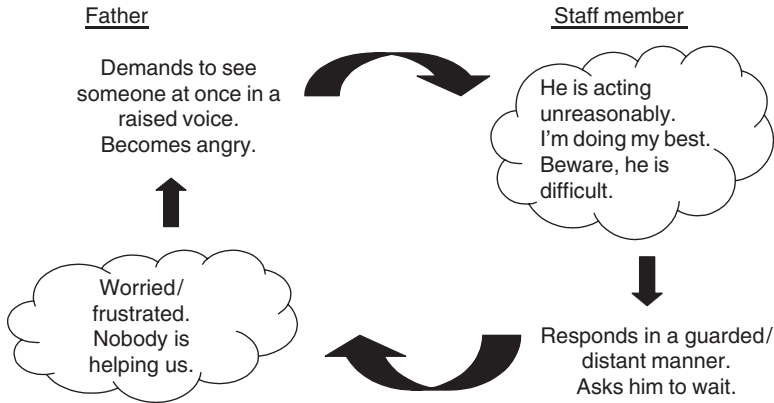 Father
Staff member
Demands to see
someone at once in a
raised voice.
Becomes angry.
He is acting
unreasonably.
I'm doing my best.
Beware, he is
difficult.
Worried/
frustrated.
Nobody is
helping us.
Responds in a guarded/
distant manner.
Asks him to wait.